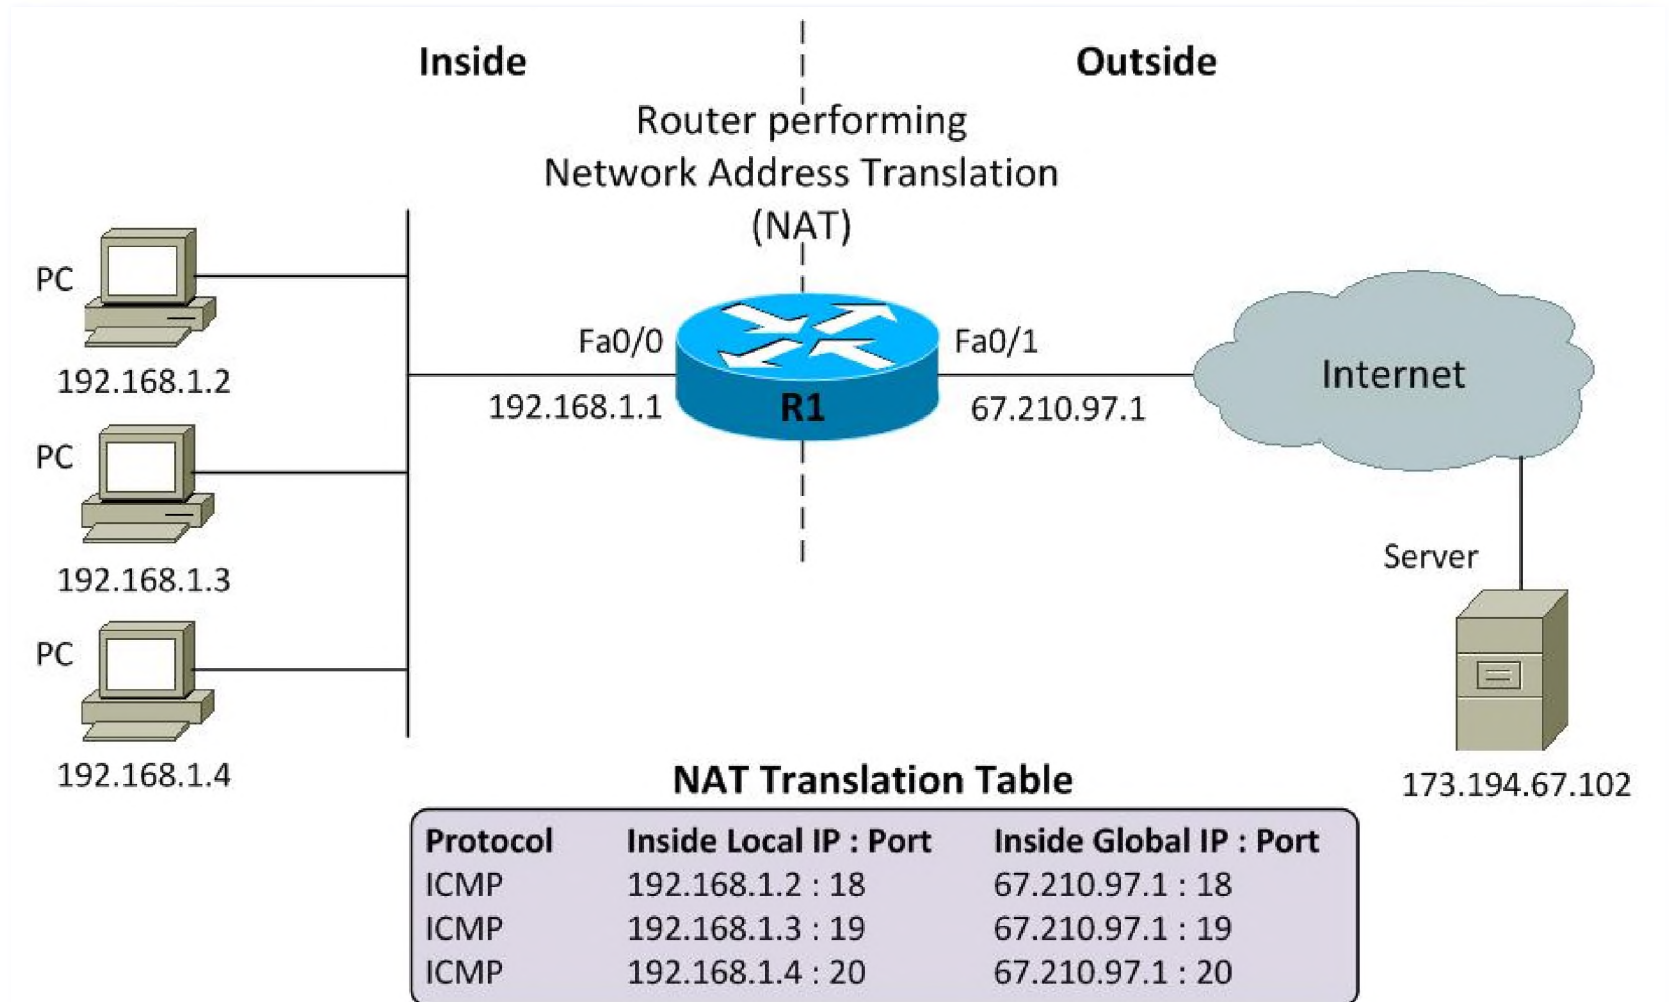 Inside
Outside
Router performing
Network Address Translation
(NAT)
PC
192.168.1.2
PC
192.168.1.3
PC
192.168.1.4
Fa0/0
192.168.1.1
R1
Fa0/1
67.210.97.1
Internet
Server
173.194.67.102
NAT Translation Table
Protocol Inside Local IP : Port Inside Global IP : Port
ICMP 192.168.1.2 : 18 67.210.97.1 : 18
ICMP 192.168.1.3 : 19 67.210.97.1 : 19
ICMP 192.168.1.4 : 20 67.210.97.1 : 20